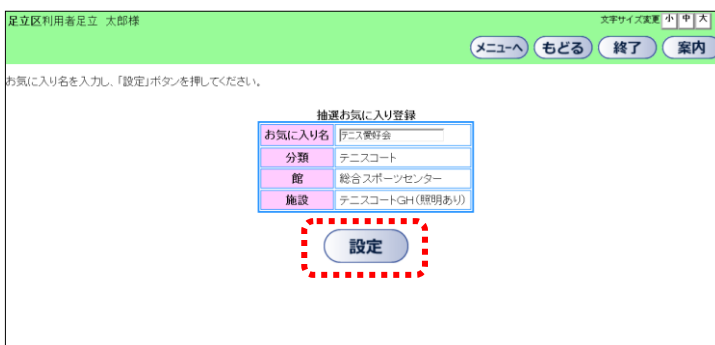 足立区利用者足立 太郎様
文字サイズ変更 小 中 大
メニューへ もどる 終了 案内
お気に入り名を入力し、「設定」ボタンを押してください。
抽選お気に入り登録
お気に入り名 テニス愛好会
分類 テニスコート
館 総合スポーツセンター
施設 テニスコートGH(照明あり)
設定